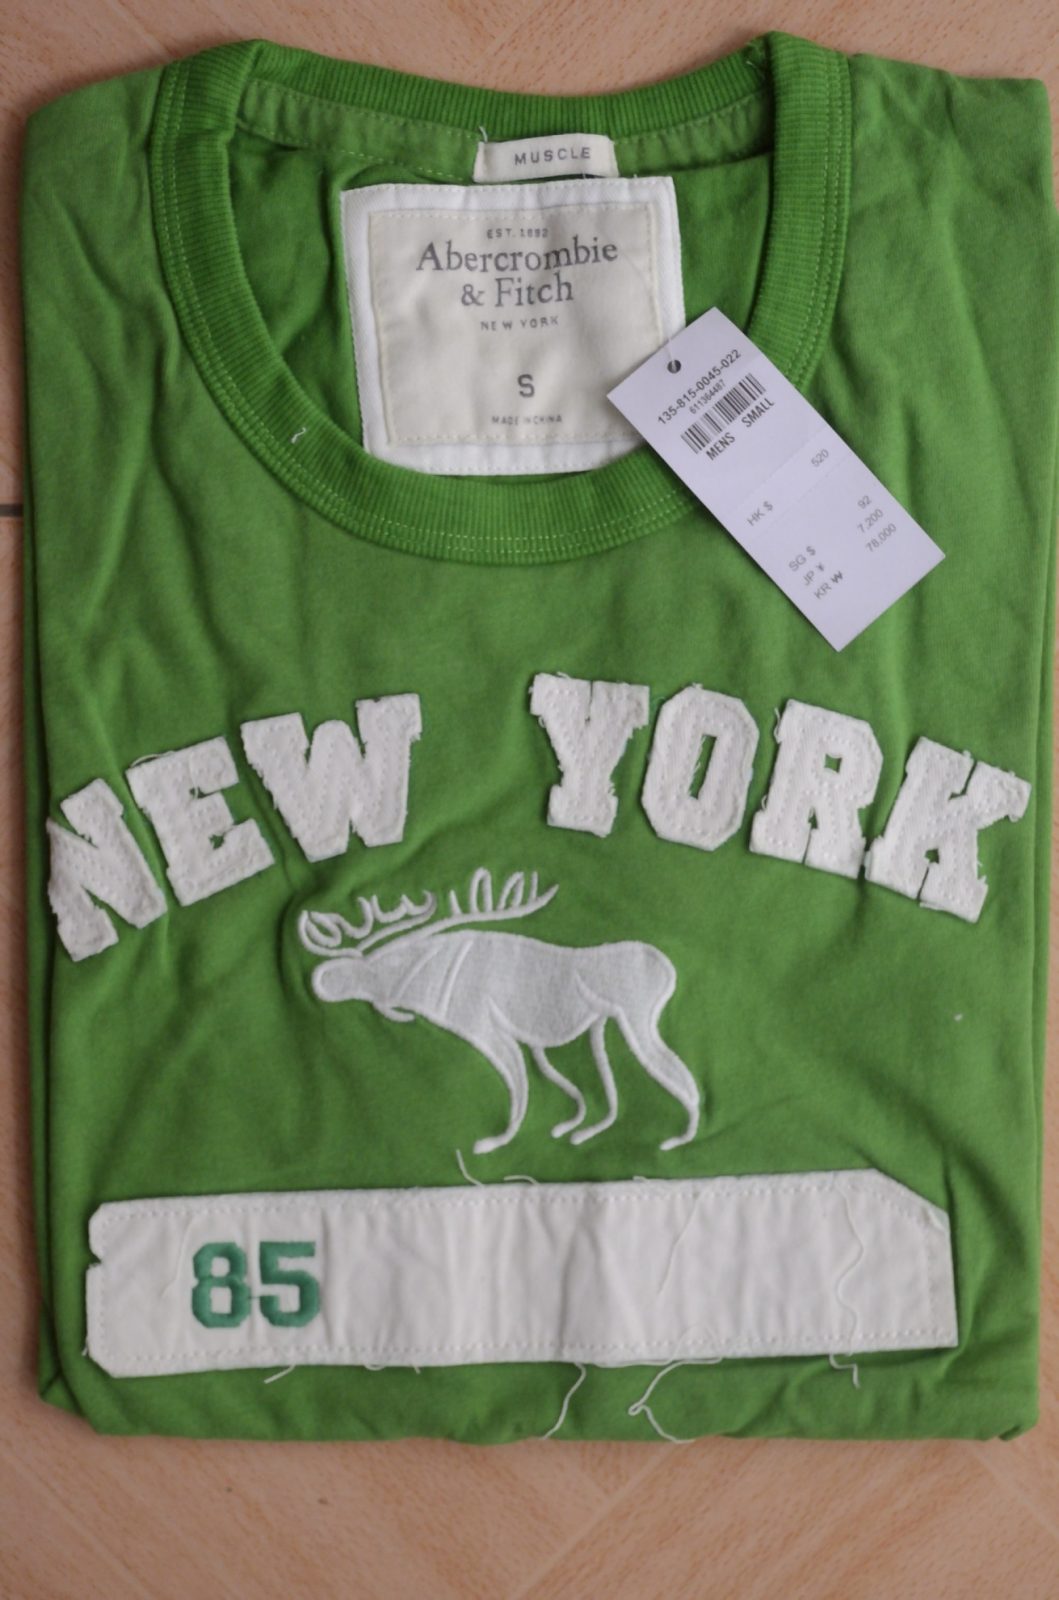 MUSCLE
EST. 1892
Abercrombie
& Fitch
NEW YORK
S
MADE IN CHINA
135-815-0045-022
611364487
MENS SMALL
HK $ 520
SG $ 92
JP ¥ 7,200
KR ₩ 78,000
NEW YORK
85